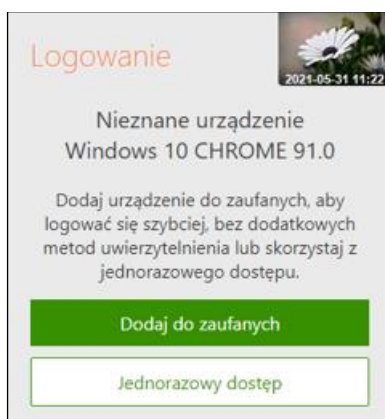 Logowanie
2021-05-31 11:22
Nieznane urządzenie
Windows 10 CHROME 91.0
Dodaj urządzenie do zaufanych, aby
logować się szybciej, bez dodatkowych
metod uwierzytelnienia lub skorzystaj z
jednorazowego dostępu.
Dodaj do zaufanych
Jednorazowy dostęp